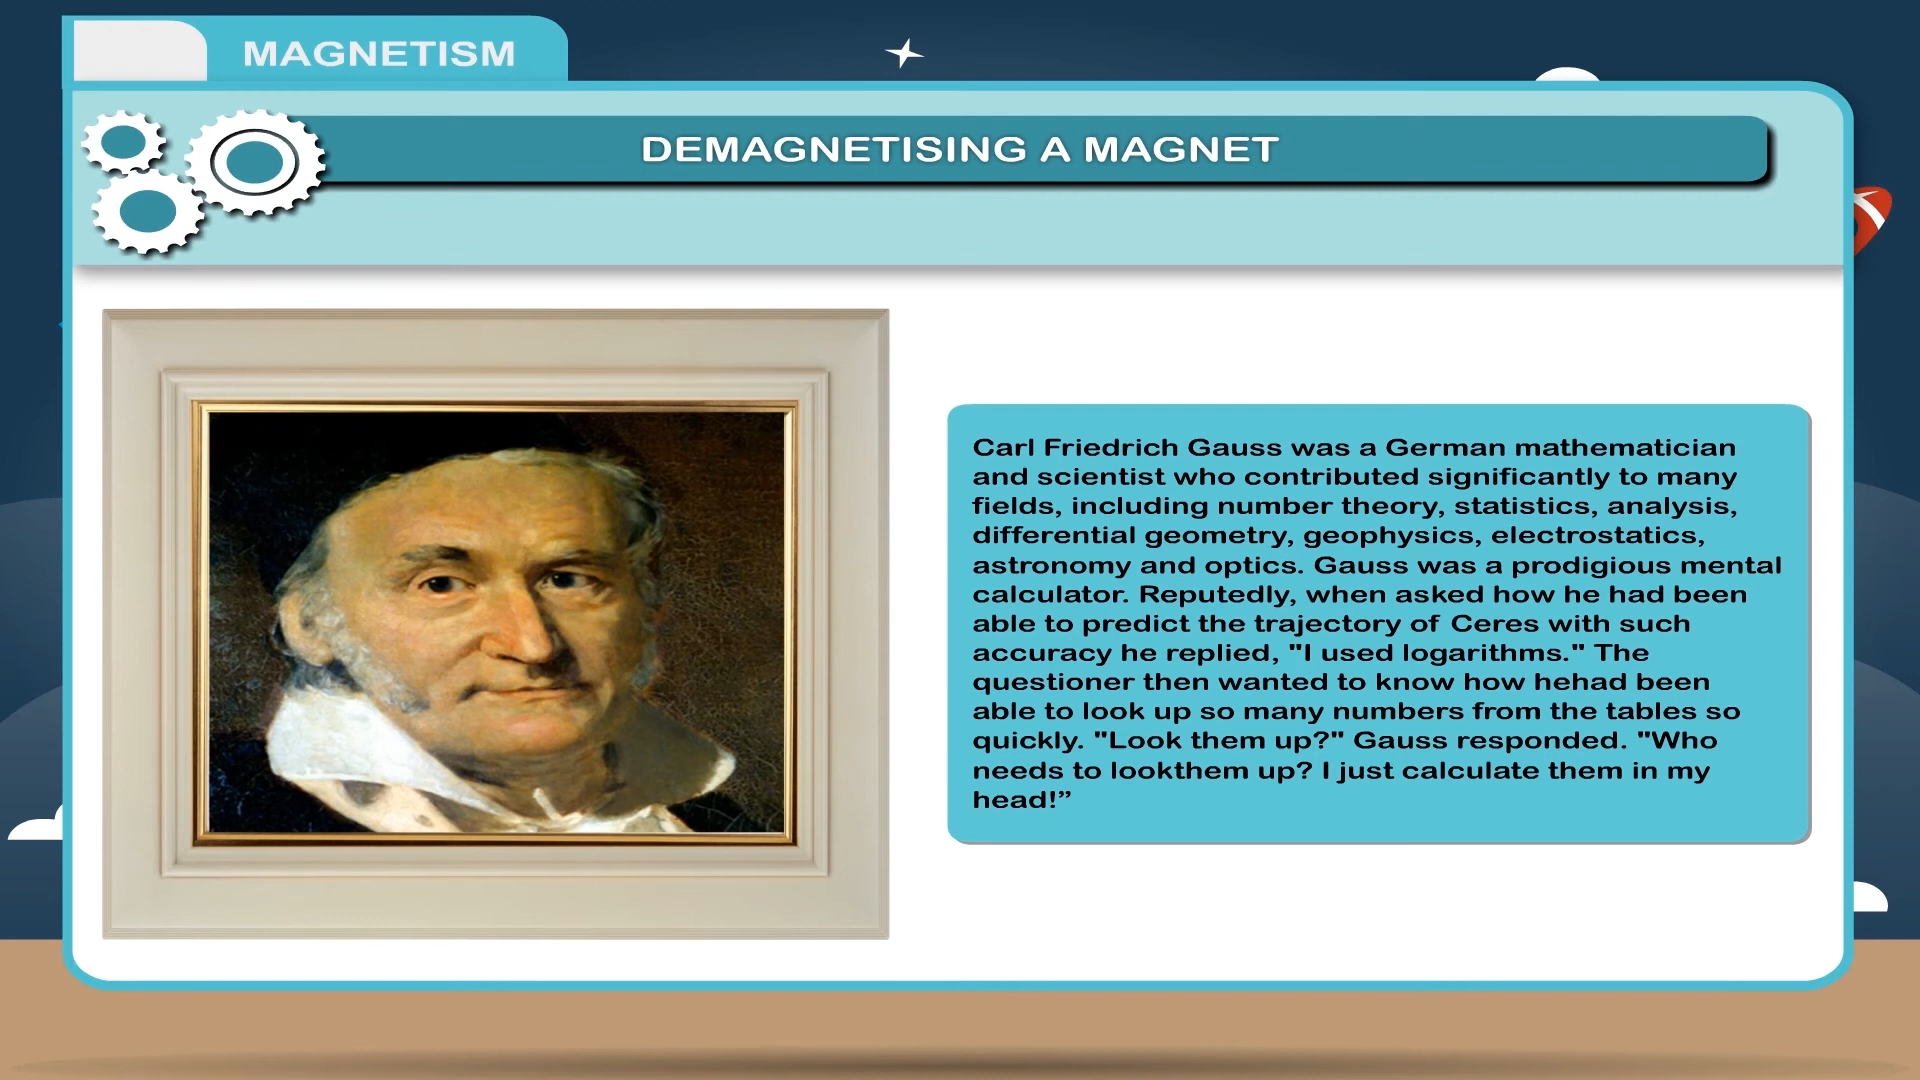 MAGNETISM
DEMAGNETISING A MAGNET
Carl Friedrich Gauss was a German mathematician
and scientist who contributed significantly to many
fields, including number theory, statistics, analysis,
differential geometry, geophysics, electrostatics,
astronomy and optics. Gauss was a prodigious mental
calculator. Reputedly, when asked how he had been
able to predict the trajectory of Ceres with such
accuracy he replied, "I used logarithms." The
questioner then wanted to know how hehad been
able to look up so many numbers from the tables so
quickly. "Look them up?" Gauss responded. "Who
needs to lookthem up? I just calculate them in my
head!”